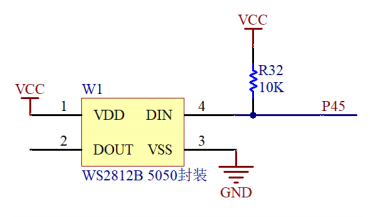 VCC
R32
10K
VCC
W1
P45
1
VDD
DIN
4
2
DOUT
VSS
3
WS2812B 5050封装
GND